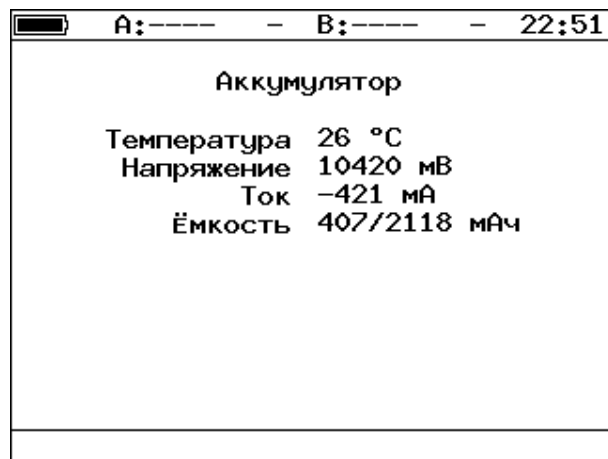 A:---- - B:---- - 22:51
Аккумулятор
Температура 26 °C
Напряжение 10420 мВ
Ток -421 мА
Ёмкость 407/2118 мАч